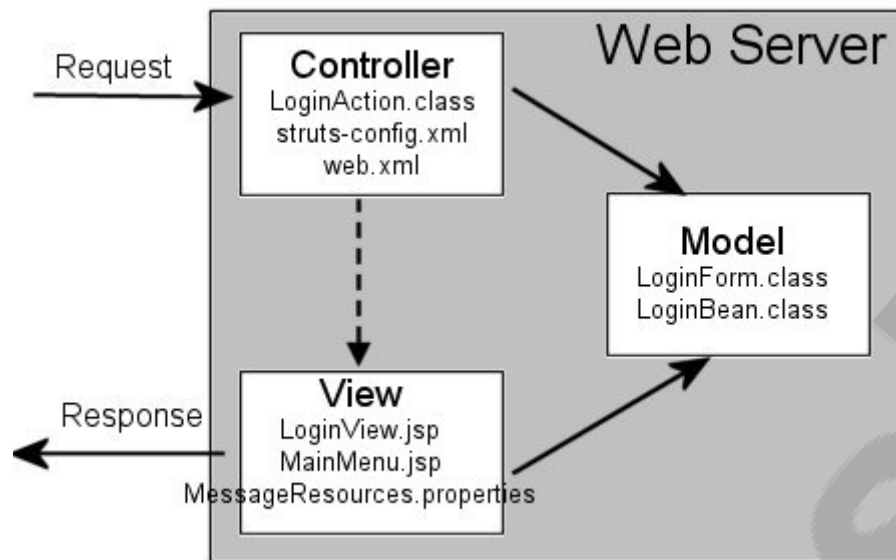 Web Server
Request
Controller
LoginAction.class
struts-config.xml
web.xml
Model
LoginForm.class
LoginBean.class
View
LoginView.jsp
MainMenu.jsp
MessageResources.properties
Response